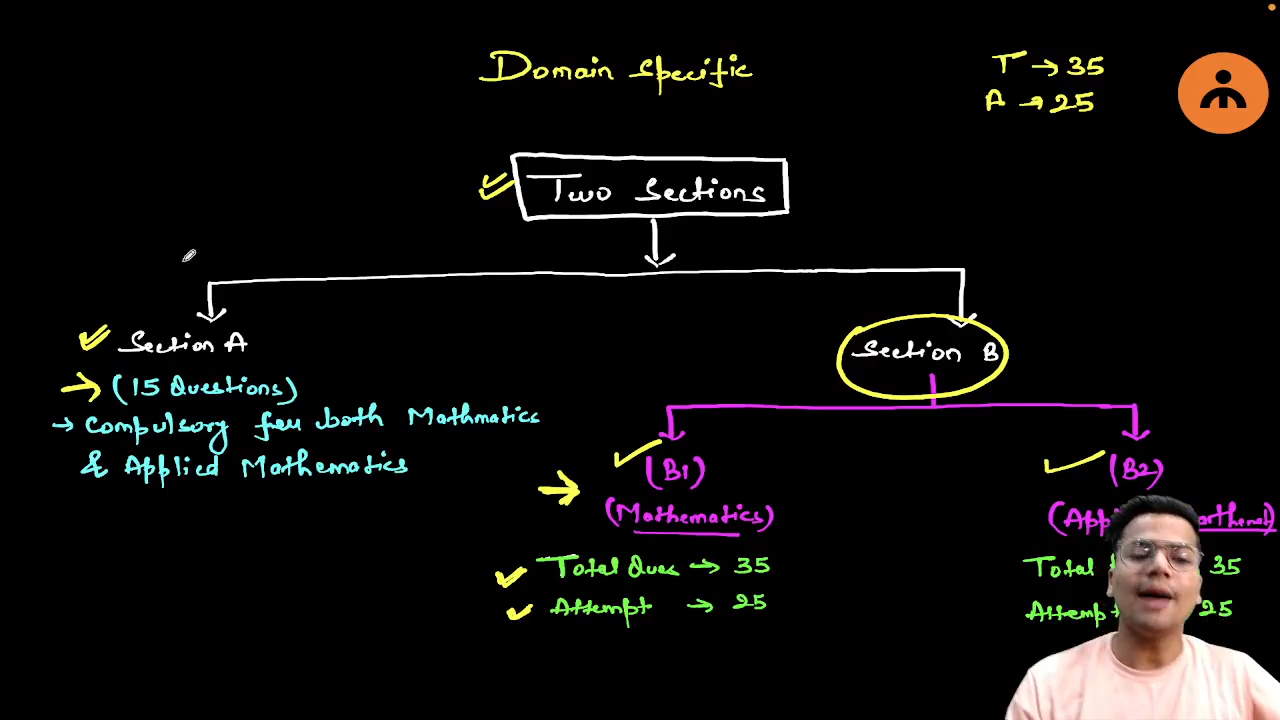 Domain Specific
T → 35
A → 25
Two Sections
Section A
→ (15 Questions)
→ Compulsory for both Mathmatics
& Applied Mathematics
Section B
(B1)
(Mathematics)
Total Ques → 35
Attempt → 25
(B2)
Total 35
25